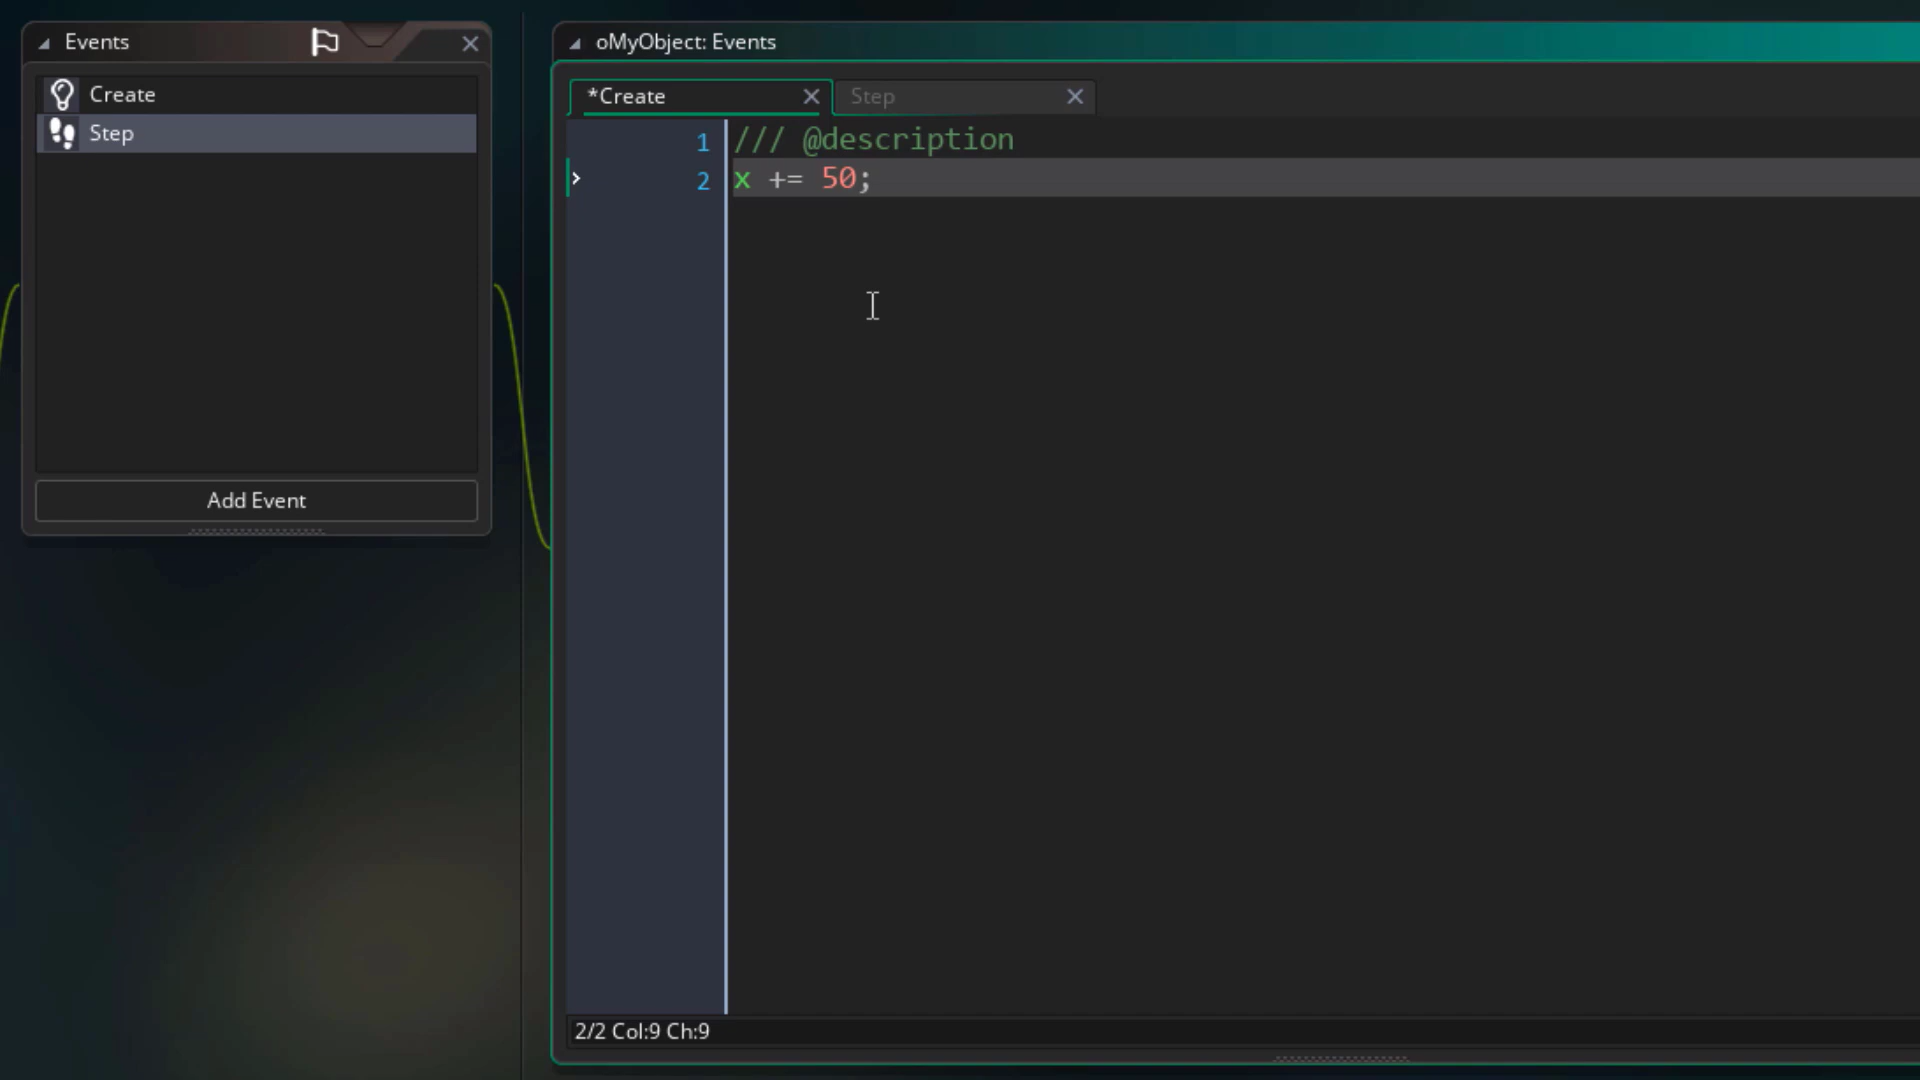 Events
Create
Step
Add Event
oMyObject: Events
*Create
Step
1 /// @description
2 x += 50;
2/2 Col:9 Ch:9